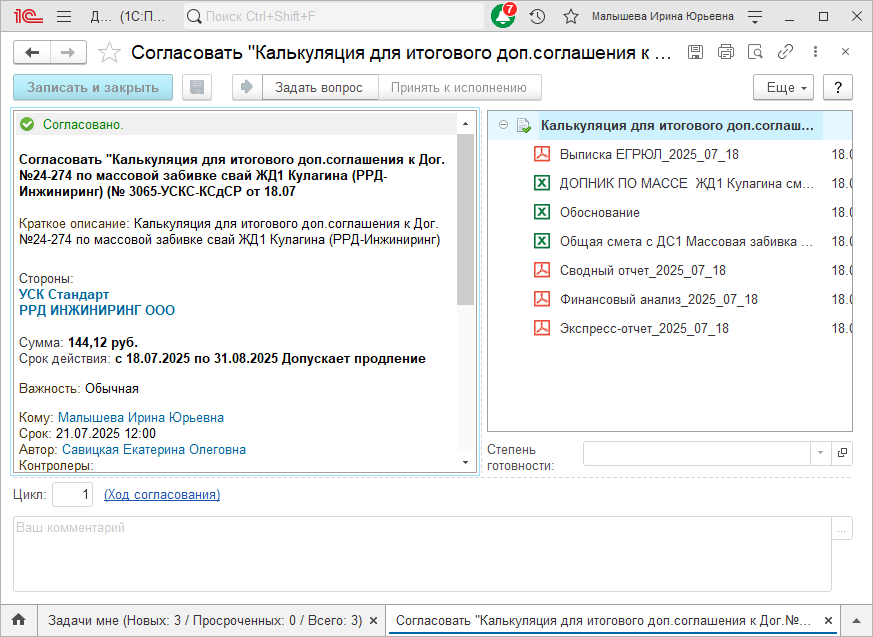 1С Д... (1С:П... Поиск Ctrl+Shift+F 7 Малышева Ирина Юрьевна
Согласовать "Калькуляция для итогового доп.соглашения к ...
Записать и закрыть Задать вопрос Принять к исполнению Еще ?
Согласовано.
Согласовать "Калькуляция для итогового доп.соглашения к Дог.
№24-274 по массовой забивке свай ЖД1 Кулагина (РРД-
Инжиниринг) (№ 3065-УСКС-КСдСР от 18.07
Краткое описание: Калькуляция для итогового доп.соглашения к Дог.
№24-274 по массовой забивке свай ЖД1 Кулагина (РРД-Инжиниринг)
Стороны:
УСК Стандарт
РРД ИНЖИНИРИНГ ООО
Сумма: 144,12 руб.
Срок действия: с 18.07.2025 по 31.08.2025 Допускает продление
Важность: Обычная
Кому: Малышева Ирина Юрьевна
Срок: 21.07.2025 12:00
Автор: Савицкая Екатерина Олеговна
Контролеры:
Калькуляция для итогового доп.соглаш...
Выписка ЕГРЮЛ_2025_07_18 18.0
ДОПНИК ПО МАССЕ ЖД1 Кулагина см... 18.0
Обоснование 18.0
Общая смета с ДС1 Массовая забивка ... 18.0
Сводный отчет_2025_07_18 18.0
Финансовый анализ_2025_07_18 18.0
Экспресс-отчет_2025_07_18 18.0
Степень
готовности:
Цикл: 1 (Ход согласования)
Ваш комментарий
...
Задачи мне (Новых: 3 / Просроченных: 0 / Всего: 3) Согласовать "Калькуляция для итогового доп.соглашения к Дог.№...